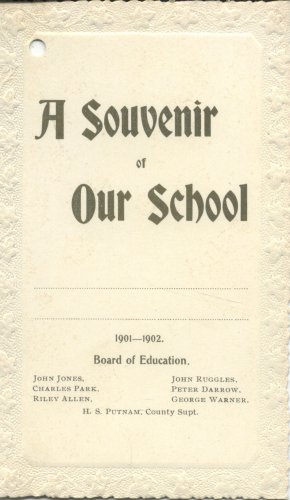 A Souvenir
of
Our School
1901—1902.
Board of Education.
JOHN JONES, JOHN RUGGLES,
CHARLES PARK, PETER DARROW,
RILEY ALLEN, GEORGE WARNER.
H. S. PUTNAM, County Supt.